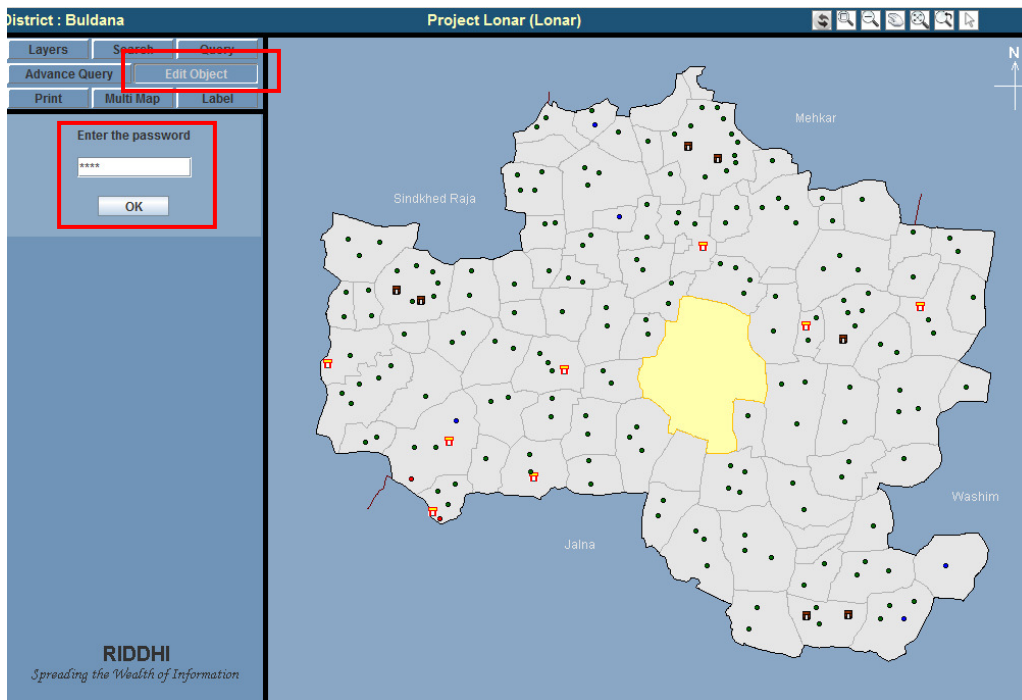 District : Buldana
Project Lonar (Lonar)
Layers
Search
Query
Advance Query
Edit Object
Print
Multi Map
Label
Enter the password
****
OK
N
Mehkar
Sindkhed Raja
Washim
Jalna
RIDDHI
Spreading the Wealth of Information